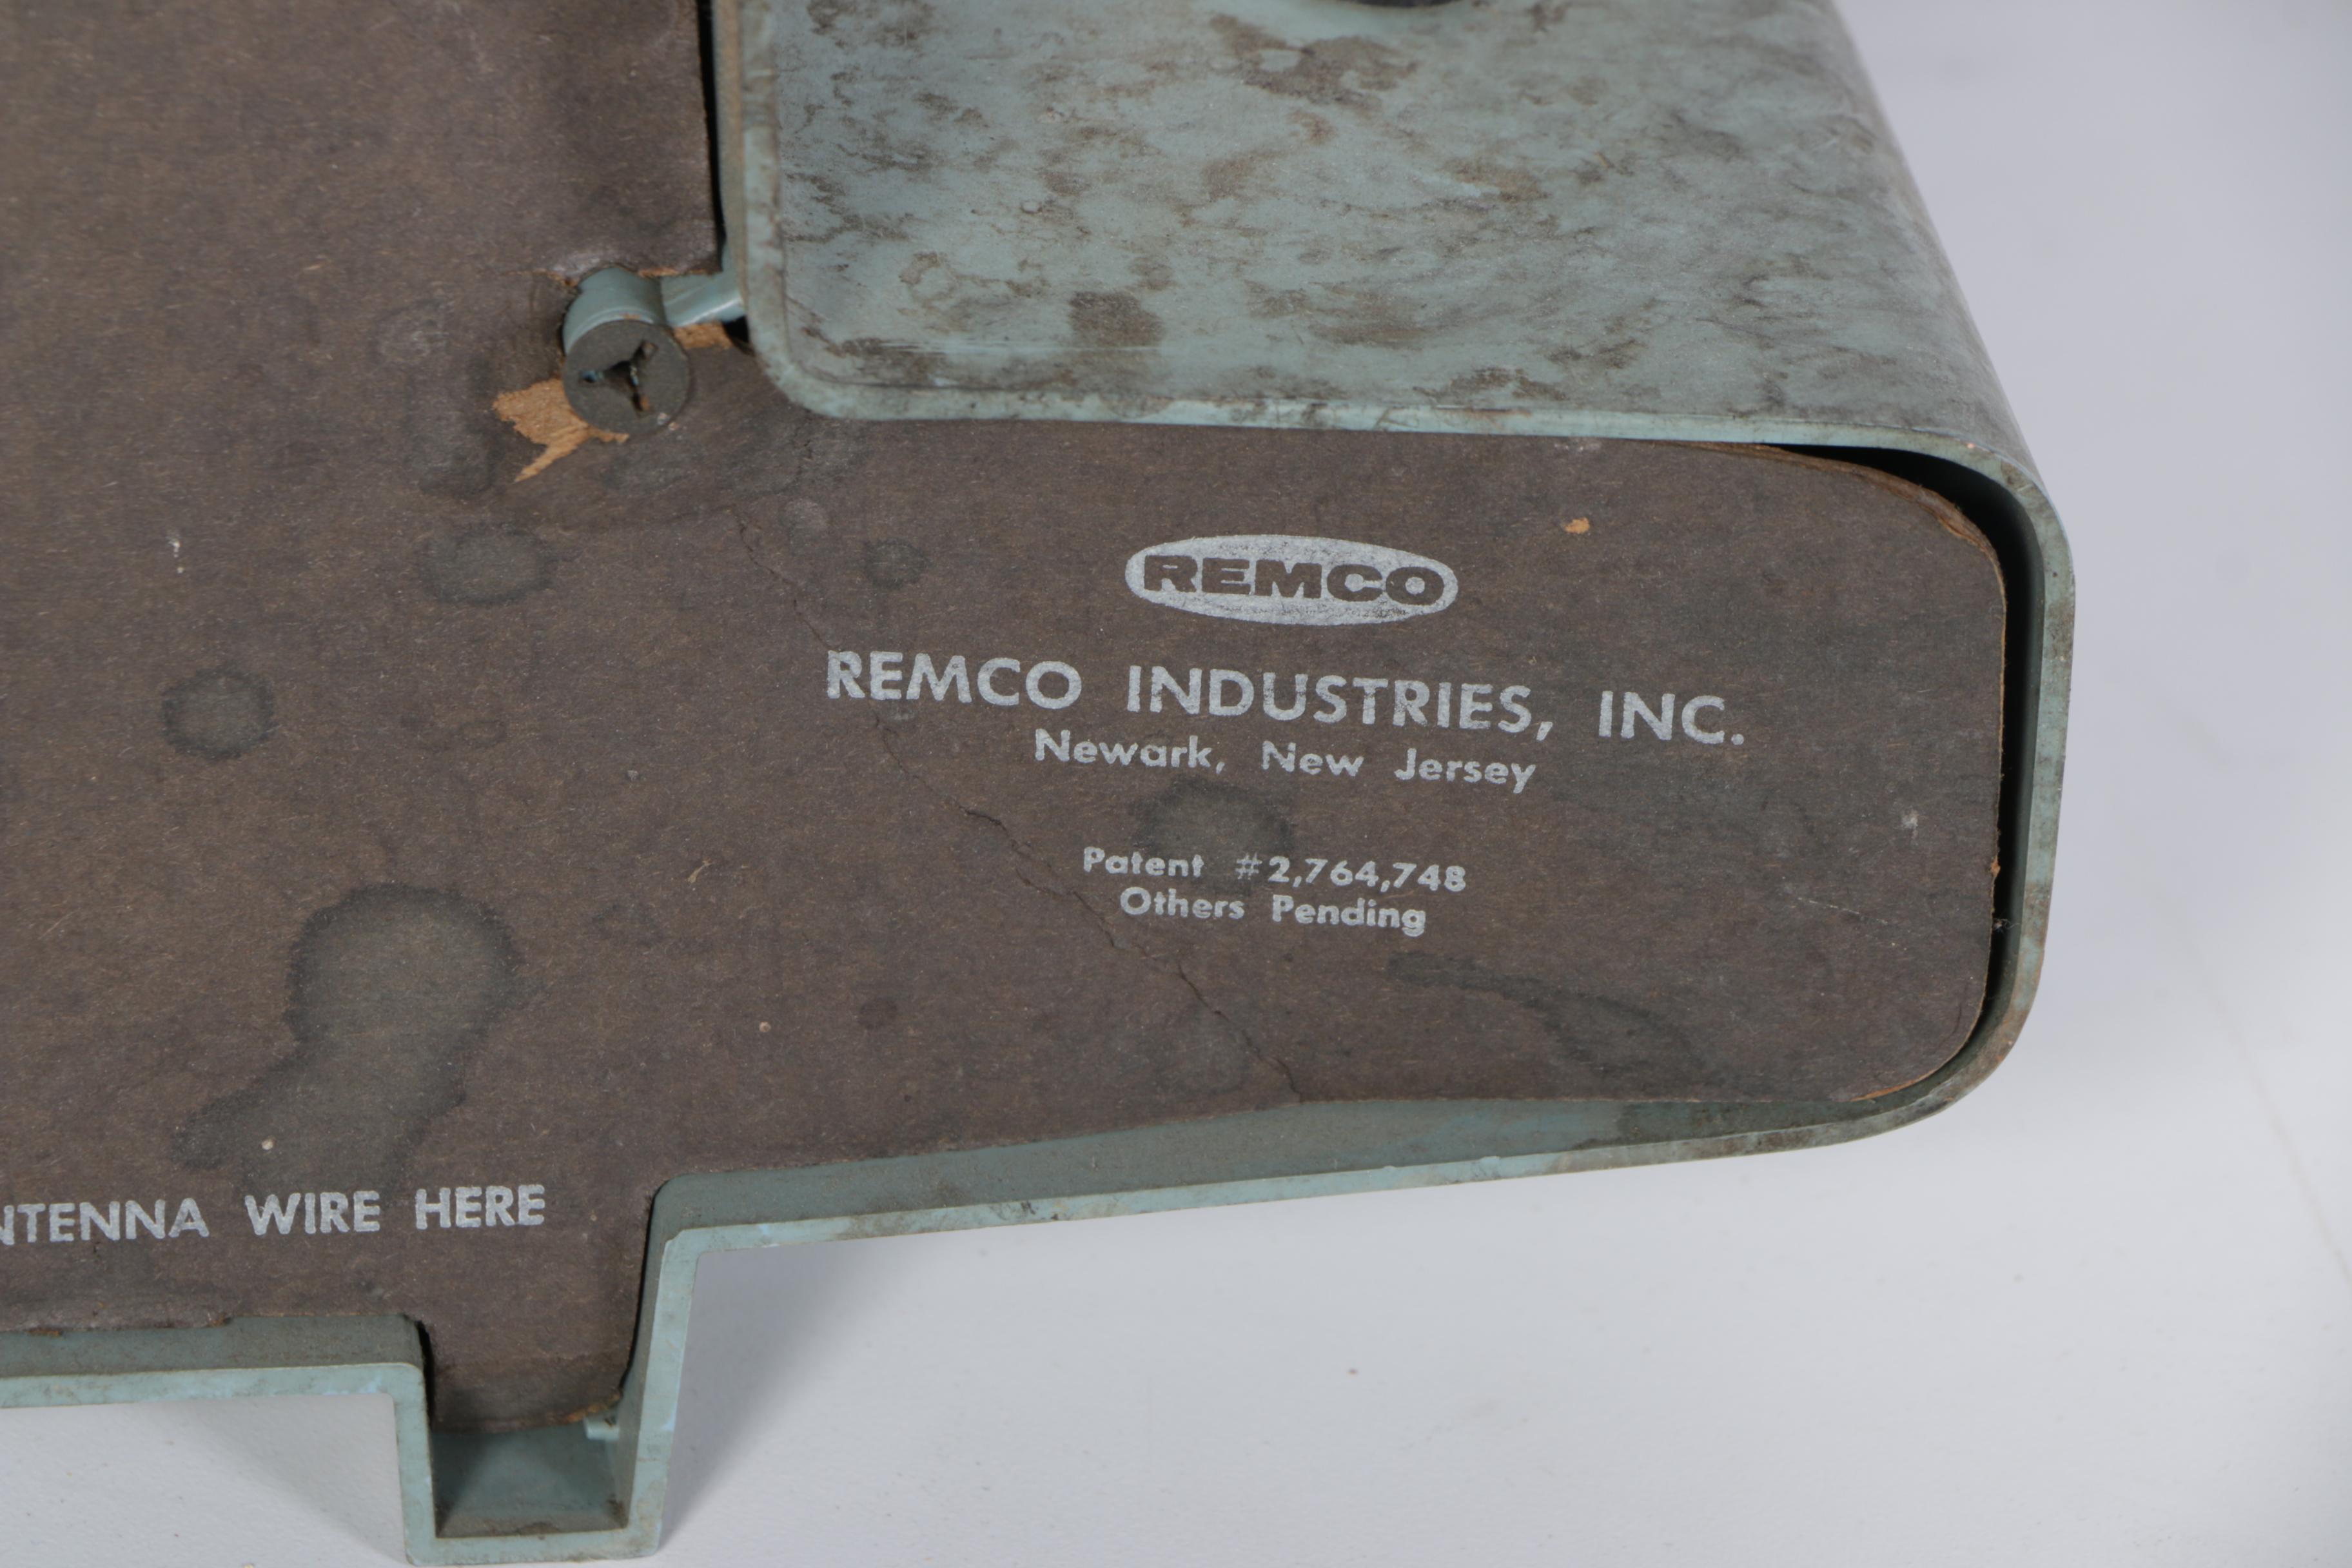 REMCO
REMCO INDUSTRIES, INC.
Newark, New Jersey
Patent #2,764,748
Others Pending
NTENNA WIRE HERE